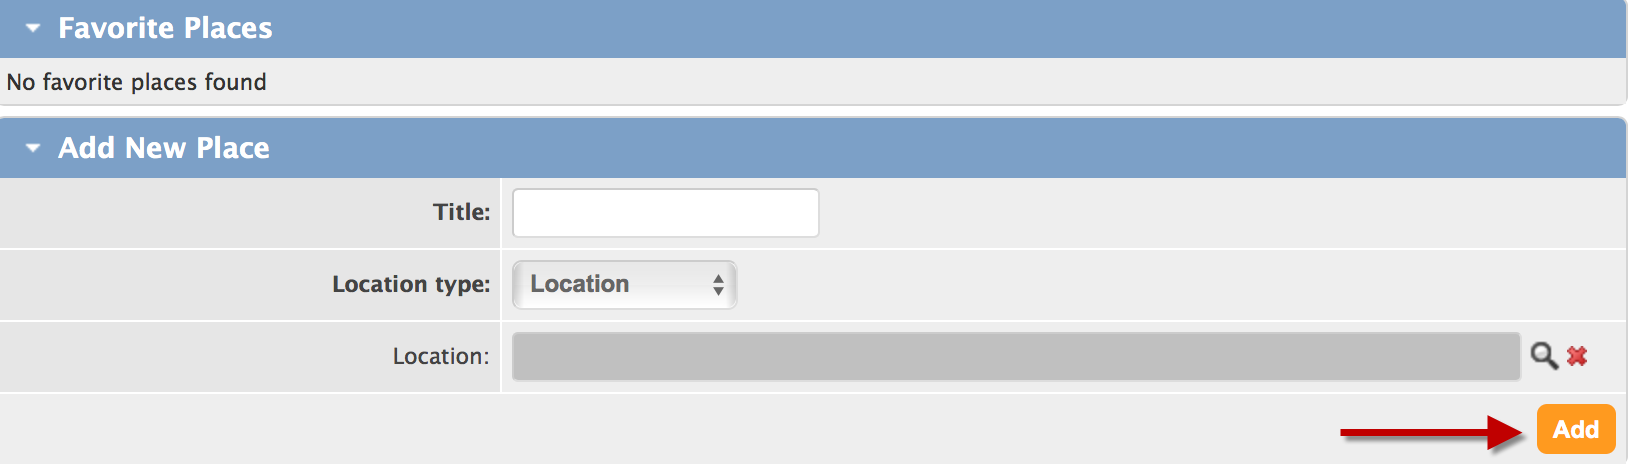 Favorite Places
No favorite places found
Add New Place
Title:
Location type: Location
Location:
Add